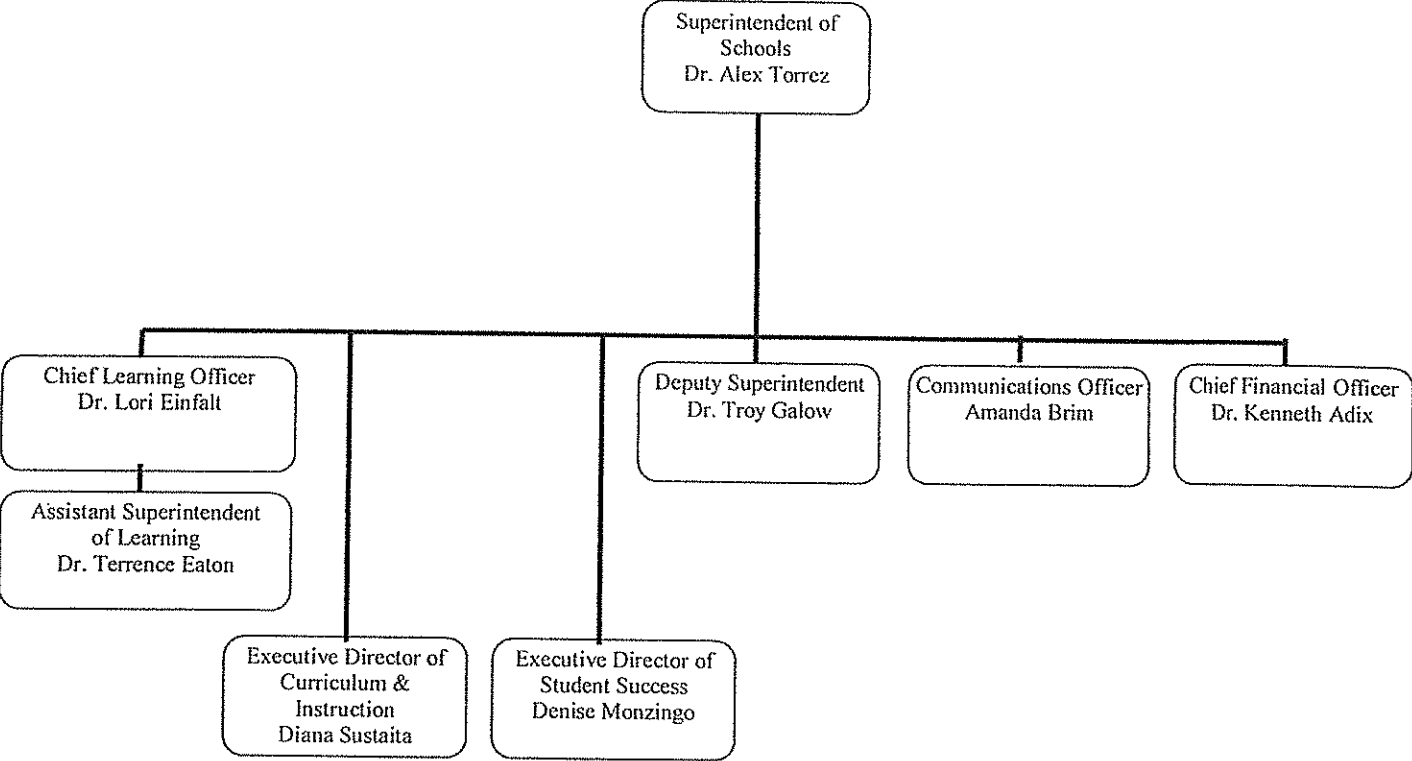 Superintendent of
Schools
Dr. Alex Torrez
Chief Learning Officer
Dr. Lori Einfalt
Deputy Superintendent
Dr. Troy Galow
Communications Officer
Amanda Brim
Chief Financial Officer
Dr. Kenneth Adix
Assistant Superintendent
of Learning
Dr. Terrence Eaton
Executive Director of
Curriculum &
Instruction
Diana Sustaita
Executive Director of
Student Success
Denise Monzingo